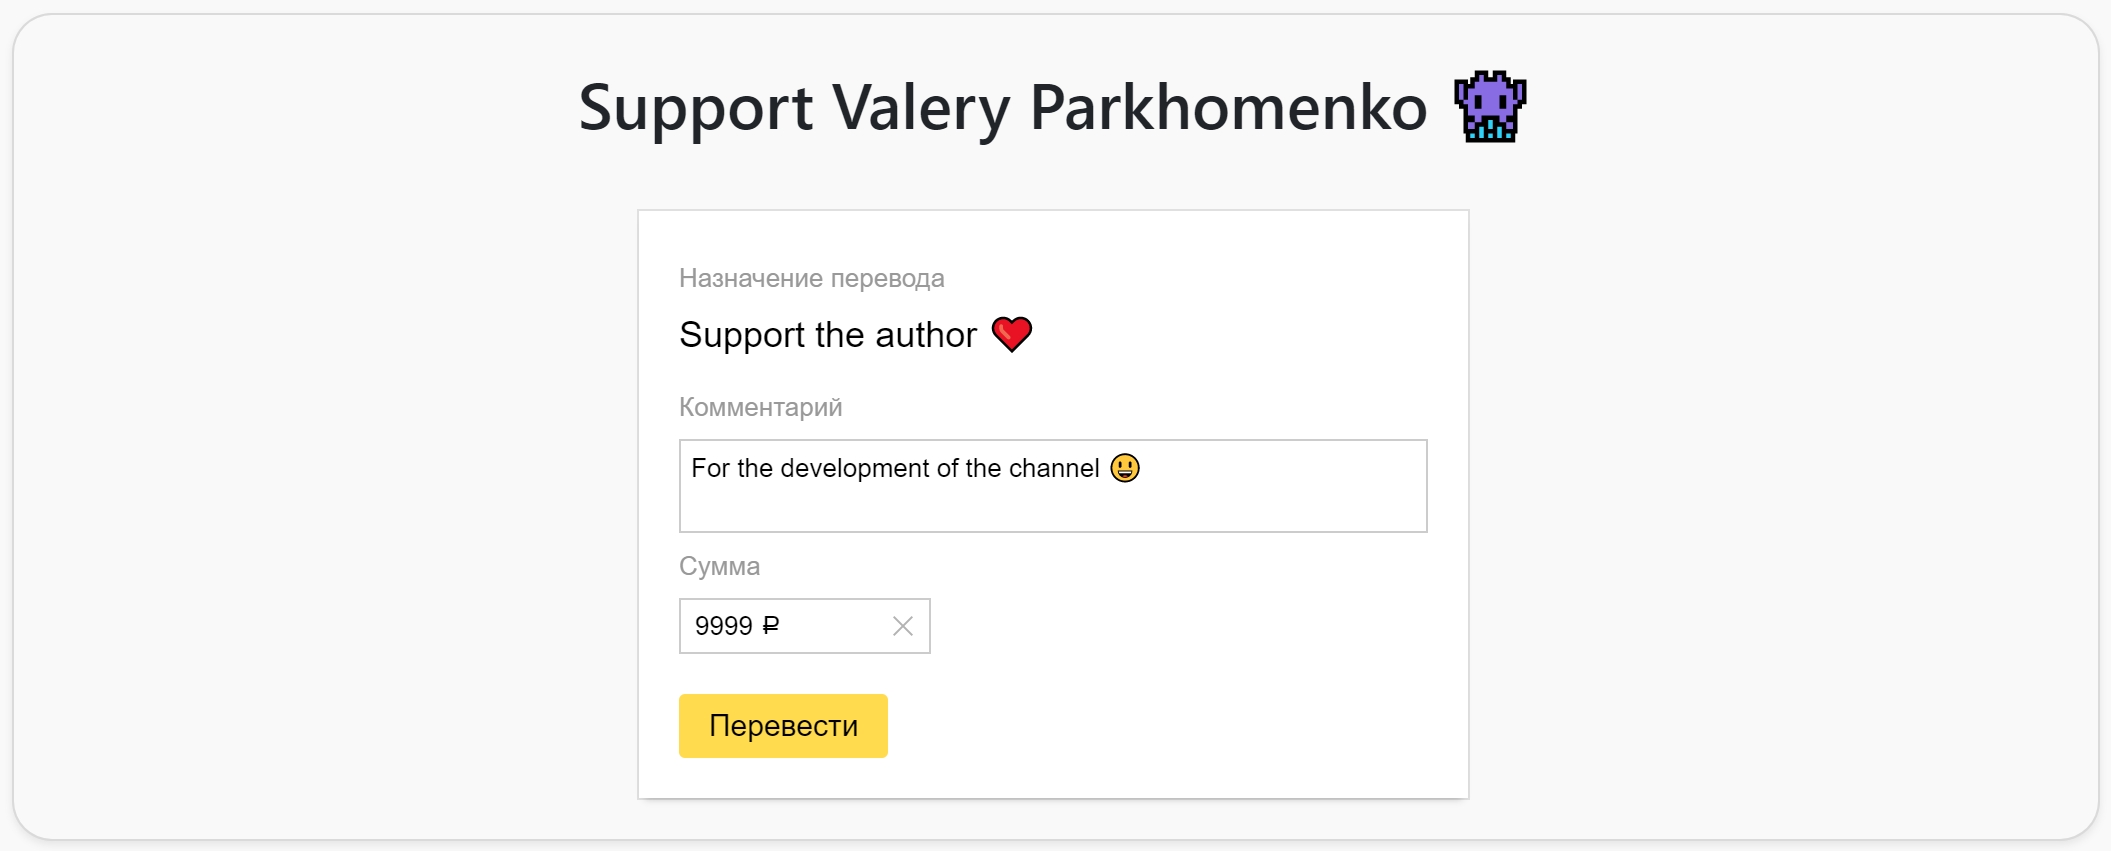 Support Valery Parkhomenko
Назначение перевода
Support the author ❤️
Комментарий
For the development of the channel 😃
Сумма
9999 ₽
Перевести